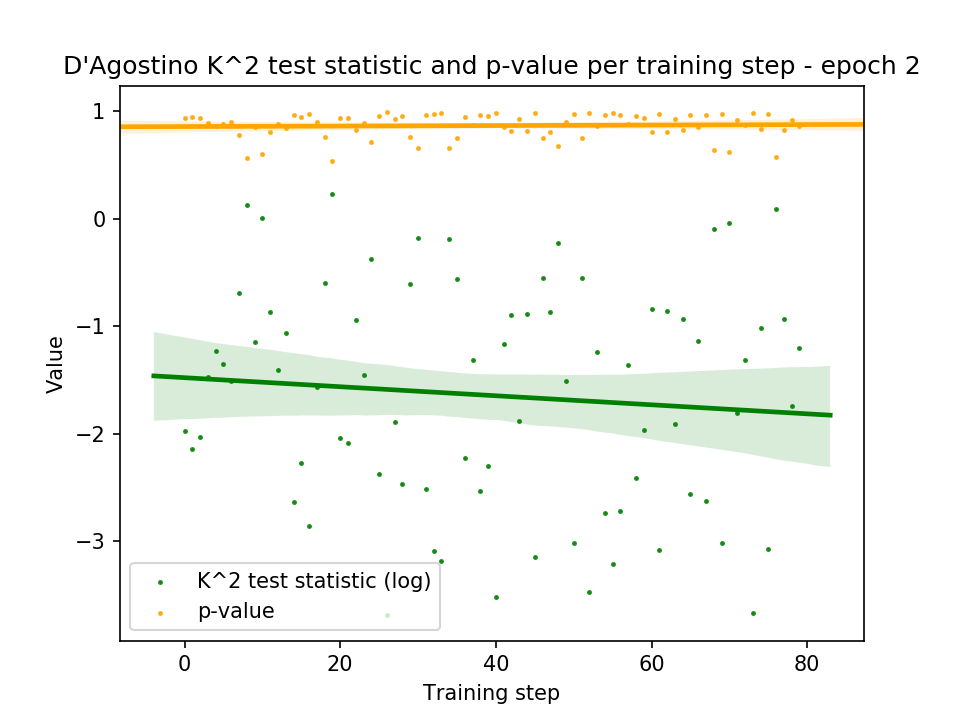 D'Agostino K^2 test statistic and p-value per training step - epoch 2
1
0
−1
−2
−3
Value
K^2 test statistic (log)
p-value
0 20 40 60 80
Training step